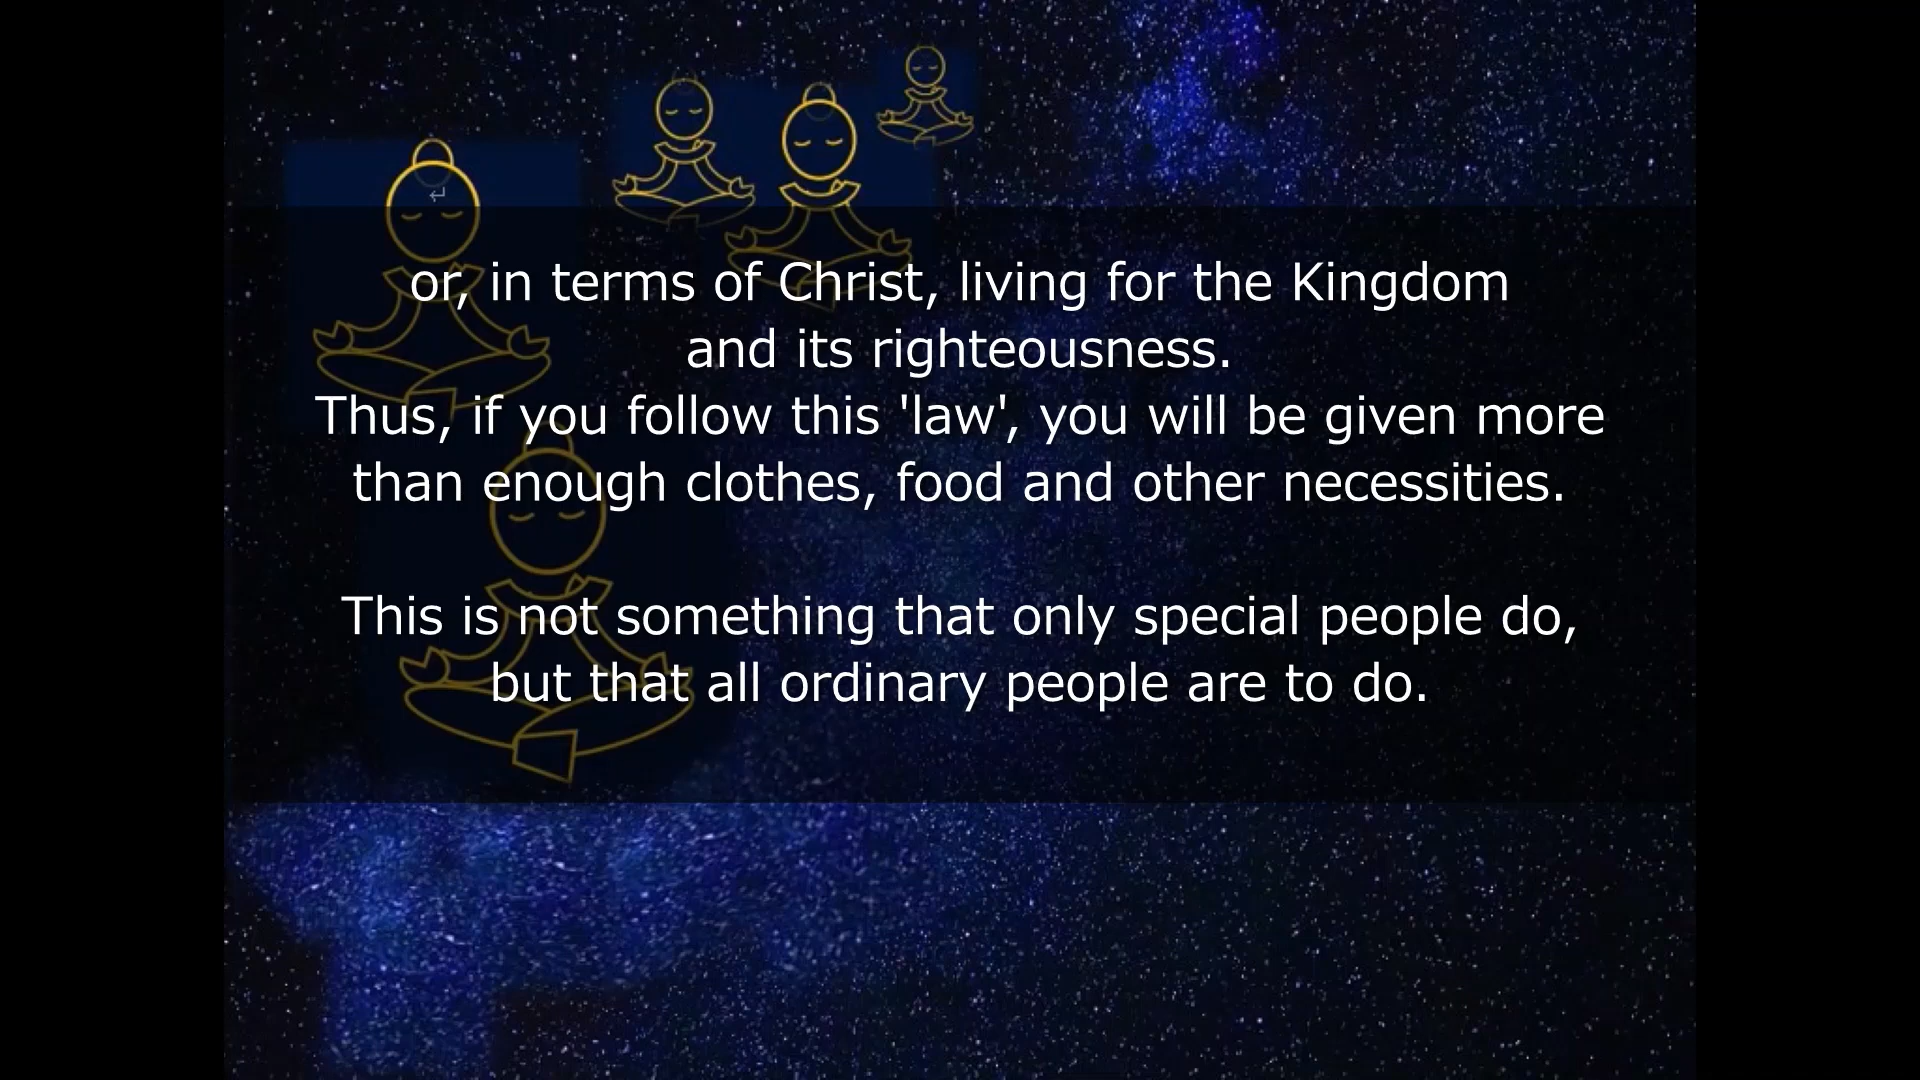 or, in terms of Christ, living for the Kingdom
and its righteousness.
Thus, if you follow this 'law', you will be given more
than enough clothes, food and other necessities.
This is not something that only special people do,
but that all ordinary people are to do.